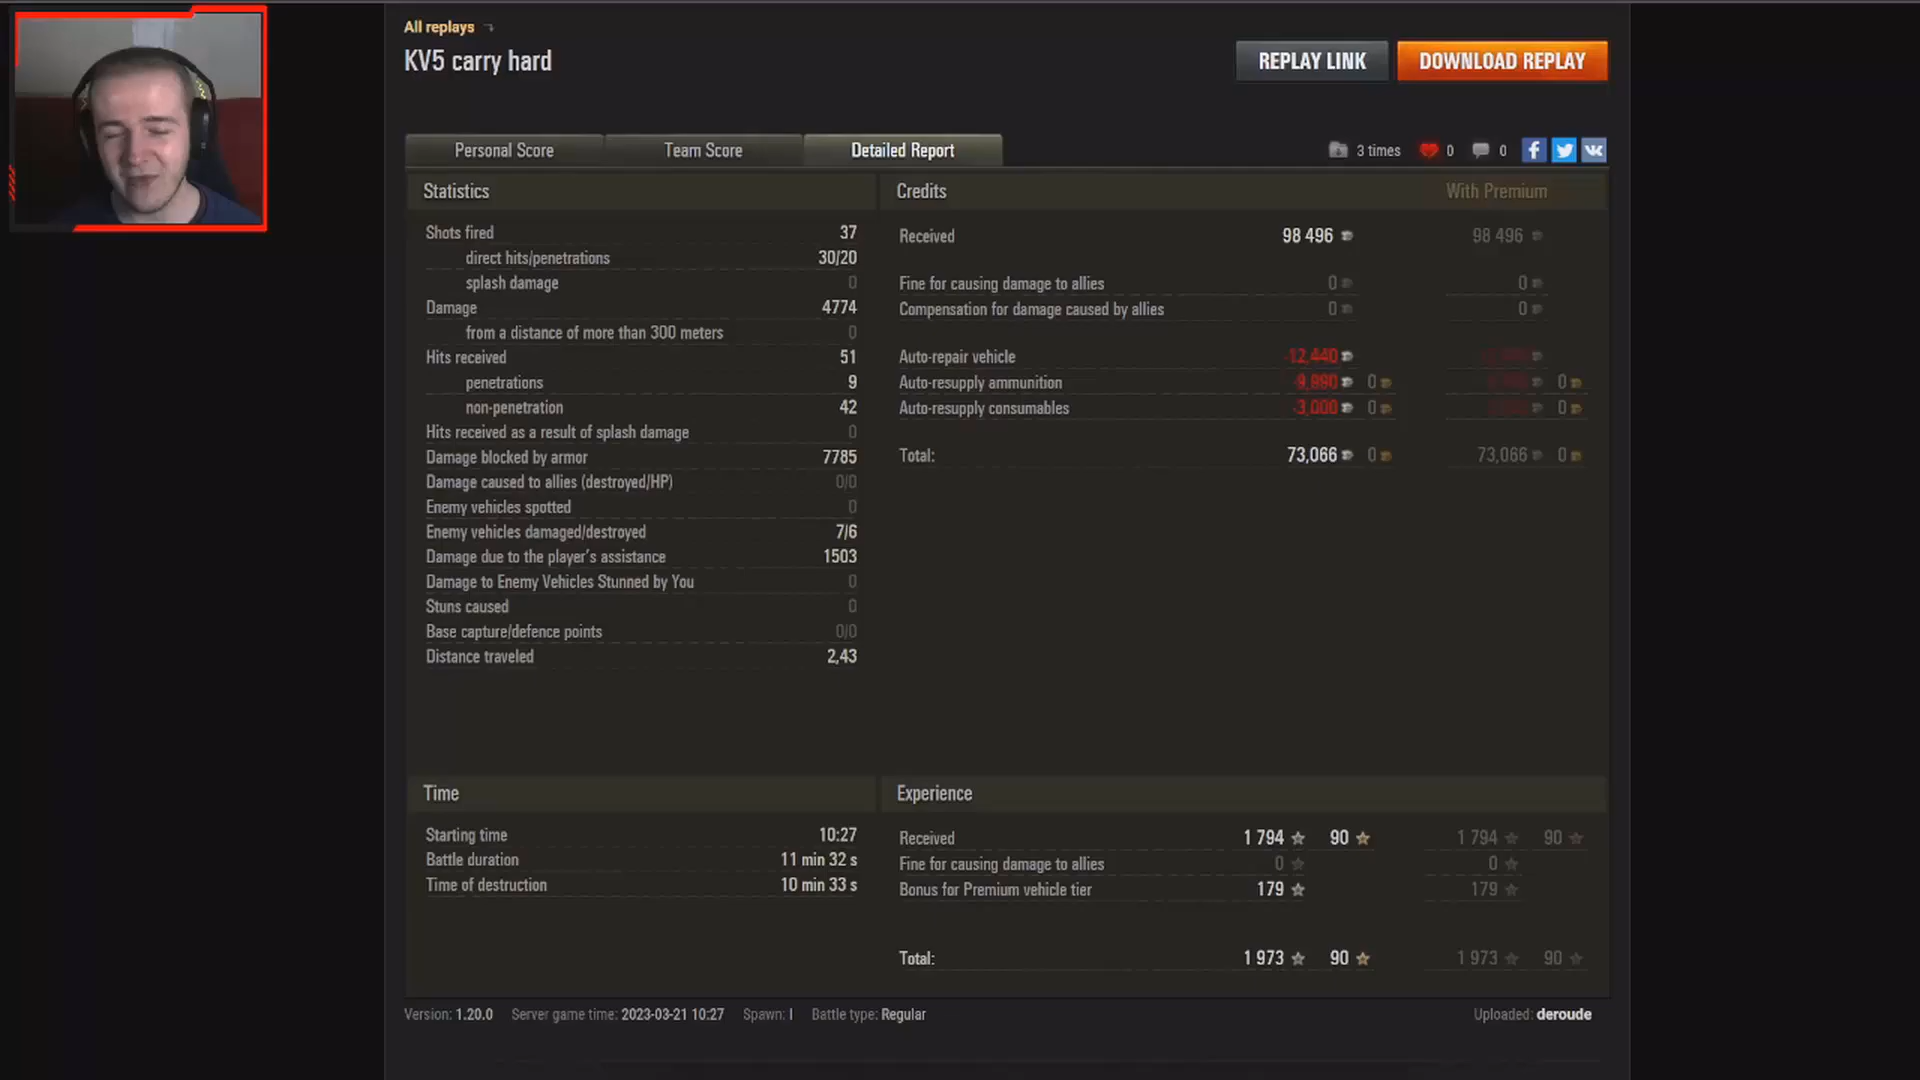 All replays
KV5 carry hard
REPLAY LINK
DOWNLOAD REPLAY
Personal Score
Team Score
Detailed Report
3 times 0 0
Statistics
Shots fired 37
direct hits/penetrations 30/20
splash damage 0
Damage 4774
from a distance of more than 300 meters 0
Hits received 51
penetrations 9
non-penetration 42
Hits received as a result of splash damage 0
Damage blocked by armor 7785
Damage caused to allies (destroyed/HP) 0/0
Enemy vehicles spotted 0
Enemy vehicles damaged/destroyed 7/6
Damage due to the player's assistance 1503
Damage to Enemy Vehicles Stunned by You 0
Stuns caused 0
Base capture/defence points 0/0
Distance traveled 2,43
Credits With Premium
Received 98 496 98 496
Fine for causing damage to allies 0 0
Compensation for damage caused by allies 0 0
Auto-repair vehicle -12,440
Auto-resupply ammunition -9,990 0 0
Auto-resupply consumables -3,000 0 0
Total: 73,066 0 73,066 0
Time
Starting time 10:27
Battle duration 11 min 32 s
Time of destruction 10 min 33 s
Experience
Received 1 794 90 1 794 90
Fine for causing damage to allies 0 0
Bonus for Premium vehicle tier 179 179
Total: 1 973 90 1 973 90
Version: 1.20.0 Server game time: 2023-03-21 10:27 Spawn: I Battle type: Regular
Uploaded: deroude